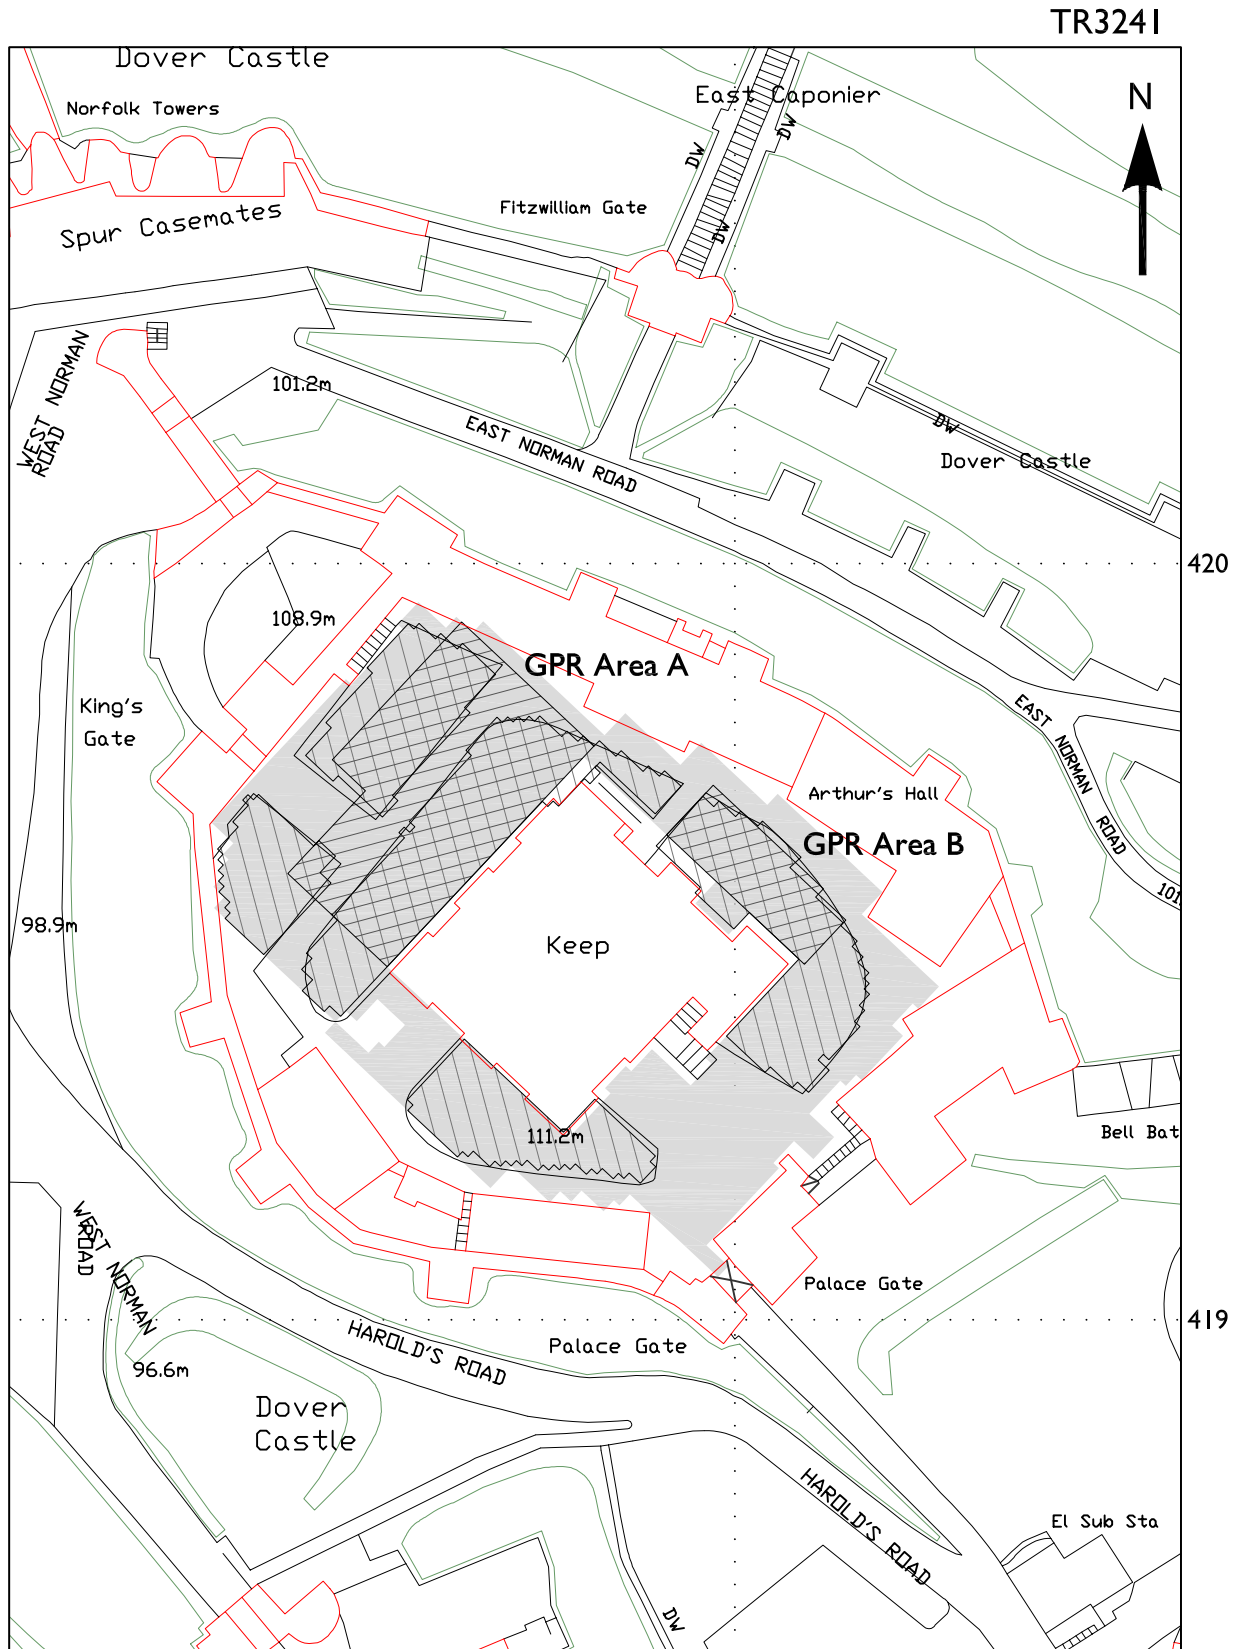 TR3241
Dover Castle
East Caponier
N
Norfolk Towers
DW
DW
Fitzwilliam Gate
Spur Casemates
DW
WEST NORMAN
ROAD
101.2m
EAST NORMAN ROAD
DW
Dover Castle
420
108.9m
GPR Area A
King's
Gate
EAST NORMAN ROAD
Arthur's Hall
GPR Area B
101.
98.9m
Keep
111.2m
Bell Bat
WEST NORMAN
ROAD
Palace Gate
419
HAROLD'S ROAD
Palace Gate
96.6m
Dover
Castle
HAROLD'S ROAD
El Sub Sta
DW